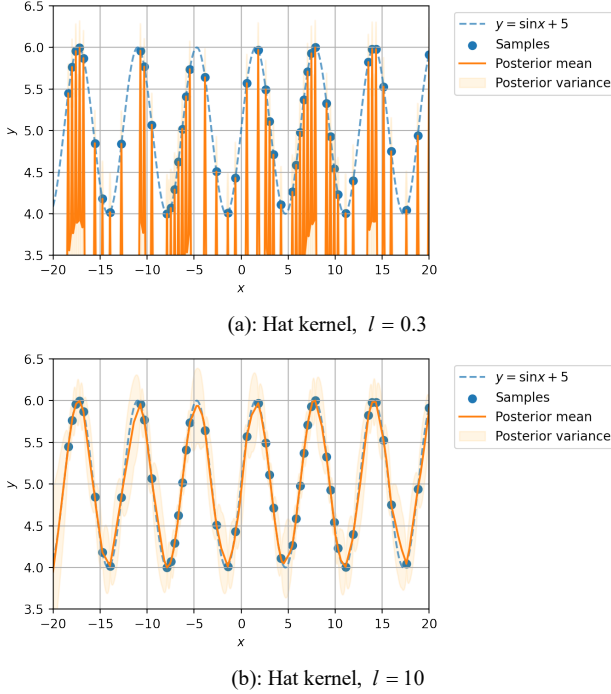 6.5
6.0
5.5
5.0
4.5
4.0
3.5
y
−20 −15 −10 −5 0 5 10 15 20
x
y = sinx + 5
Samples
Posterior mean
Posterior variance
(a): Hat kernel, l = 0.3
6.5
6.0
5.5
5.0
4.5
4.0
3.5
y
−20 −15 −10 −5 0 5 10 15 20
x
y = sinx + 5
Samples
Posterior mean
Posterior variance
(b): Hat kernel, l = 10